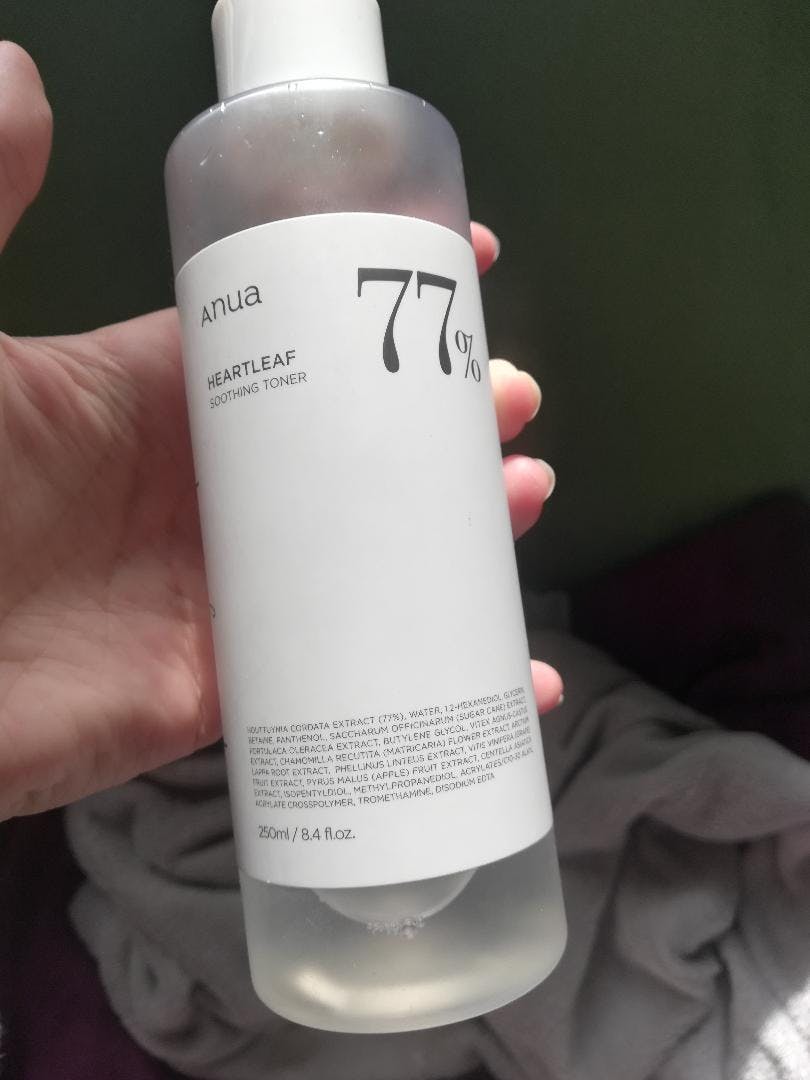 Anua
77%
HEARTLEAF
SOOTHING TONER
HOUTTUYNIA CORDATA EXTRACT (77%), WATER, 1,2-HEXANEDIOL, GLYCERIN,
BETAINE, PANTHENOL, SACCHARUM OFFICINARUM (SUGAR CANE) EXTRACT,
PORTULACA OLERACEA EXTRACT, BUTYLENE GLYCOL, VITEX AGNUS-CASTUS
EXTRACT, CHAMOMILLA RECUTITA (MATRICARIA) FLOWER EXTRACT, ARCTIUM
LAPPA ROOT EXTRACT, PHELLINUS LINTEUS EXTRACT, VITIS VINIFERA (GRAPE)
FRUIT EXTRACT, PYRUS MALUS (APPLE) FRUIT EXTRACT, CENTELLA ASIATICA
EXTRACT, ISOPENTYLDIOL, METHYLPROPANEDIOL, ACRYLATES/C10-30 ALKYL
ACRYLATE CROSSPOLYMER, TROMETHAMINE, DISODIUM EDTA
250ml / 8.4 fl.oz.